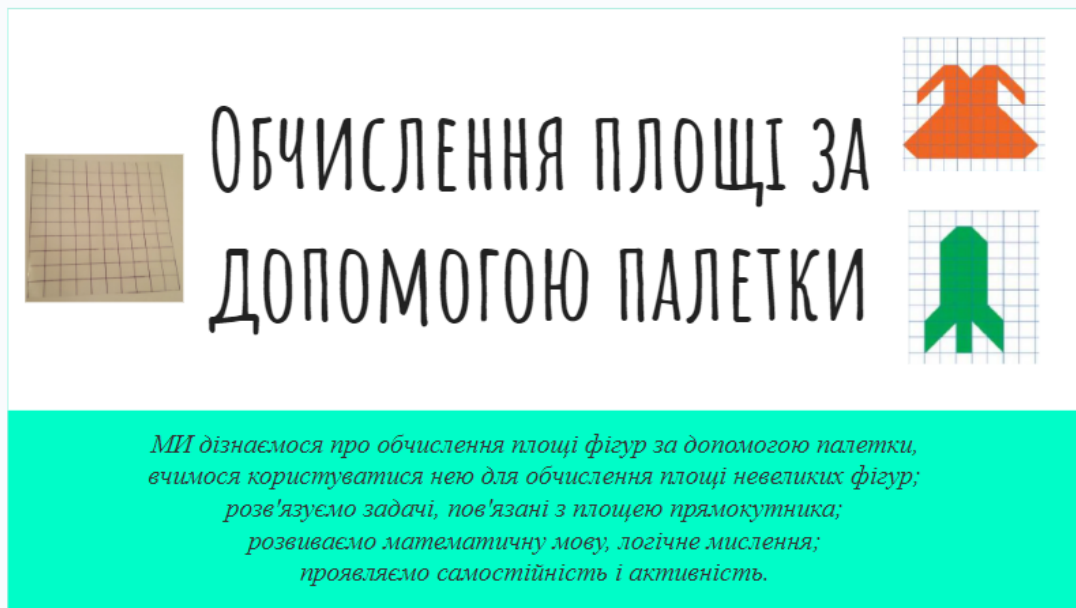 Обчислення площі за
допомогою палетки
МИ дізнаємося про обчислення площі фігур за допомогою палетки,
вчимося користуватися нею для обчислення площі невеликих фігур;
розв'язуємо задачі, пов'язані з площею прямокутника;
розвиваємо математичну мову, логічне мислення;
проявляємо самостійність і активність.